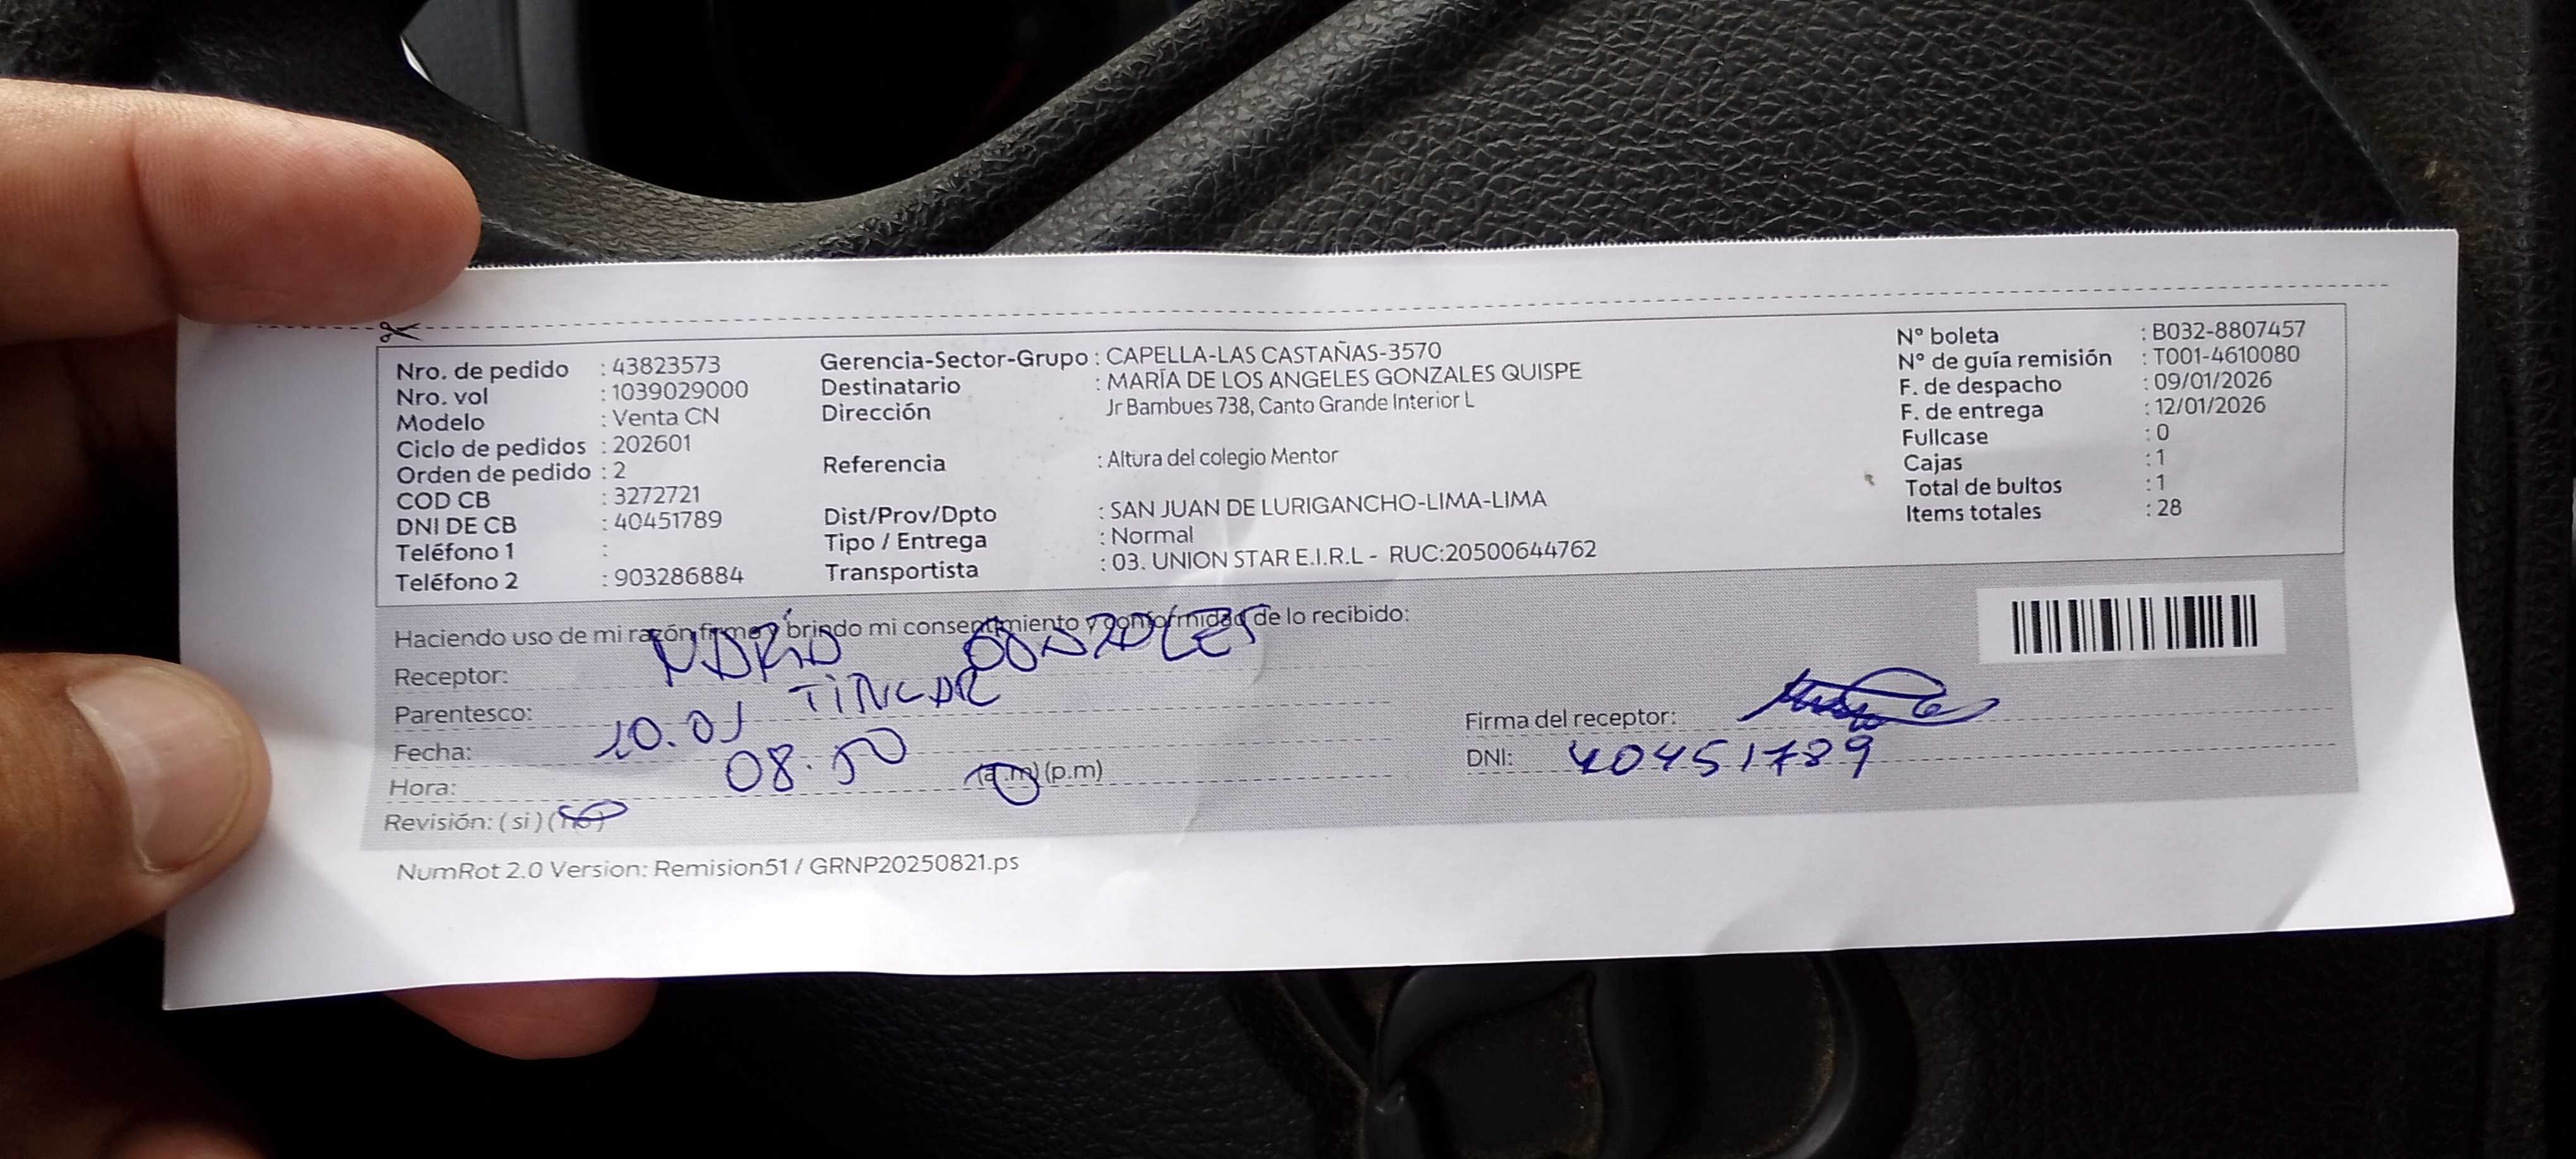 Nro. de pedido : 43823573
Nro. vol : 1039029000
Modelo : Venta CN
Ciclo de pedidos : 202601
Orden de pedido : 2
COD CB : 3272721
DNI DE CB : 40451789
Teléfono 1 :
Teléfono 2 : 903286884
Gerencia-Sector-Grupo : CAPELLA-LAS CASTAÑAS-3570
Destinatario : MARÍA DE LOS ANGELES GONZALES QUISPE
Dirección Jr Bambues 738, Canto Grande Interior L
Referencia : Altura del colegio Mentor
Dist/Prov/Dpto : SAN JUAN DE LURIGANCHO-LIMA-LIMA
Tipo / Entrega : Normal
Transportista : 03. UNION STAR E.I.R.L - RUC:20500644762
N° boleta : B032-8807457
N° de guía remisión : T001-4610080
F. de despacho : 09/01/2026
F. de entrega : 12/01/2026
Fullcase : 0
Cajas : 1
Total de bultos : 1
Items totales : 28
Haciendo uso de mi razón firmo y brindo mi consentimiento y conformidad de lo recibido:
Receptor: MARIA GONZALES
Parentesco:
Fecha: 10.01
Hora: 08.50 (a.m) (p.m)
Revisión: ( si ) (no)
Firma del receptor:
DNI: 40451789
NumRot 2.0 Version: Remision51 / GRNP20250821.ps